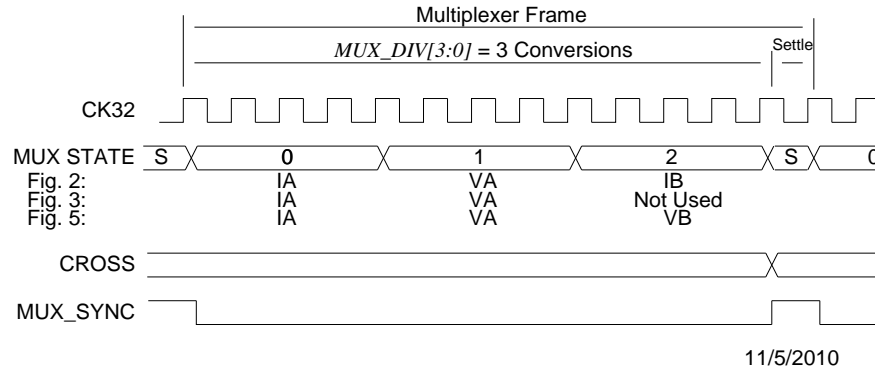 Multiplexer Frame
MUX_DIV[3:0] = 3 Conversions
Settle
CK32
MUX STATE S 0 1 2 S 0
Fig. 2: IA VA IB
Fig. 3: IA VA Not Used
Fig. 5: IA VA VB
CROSS
MUX_SYNC
11/5/2010